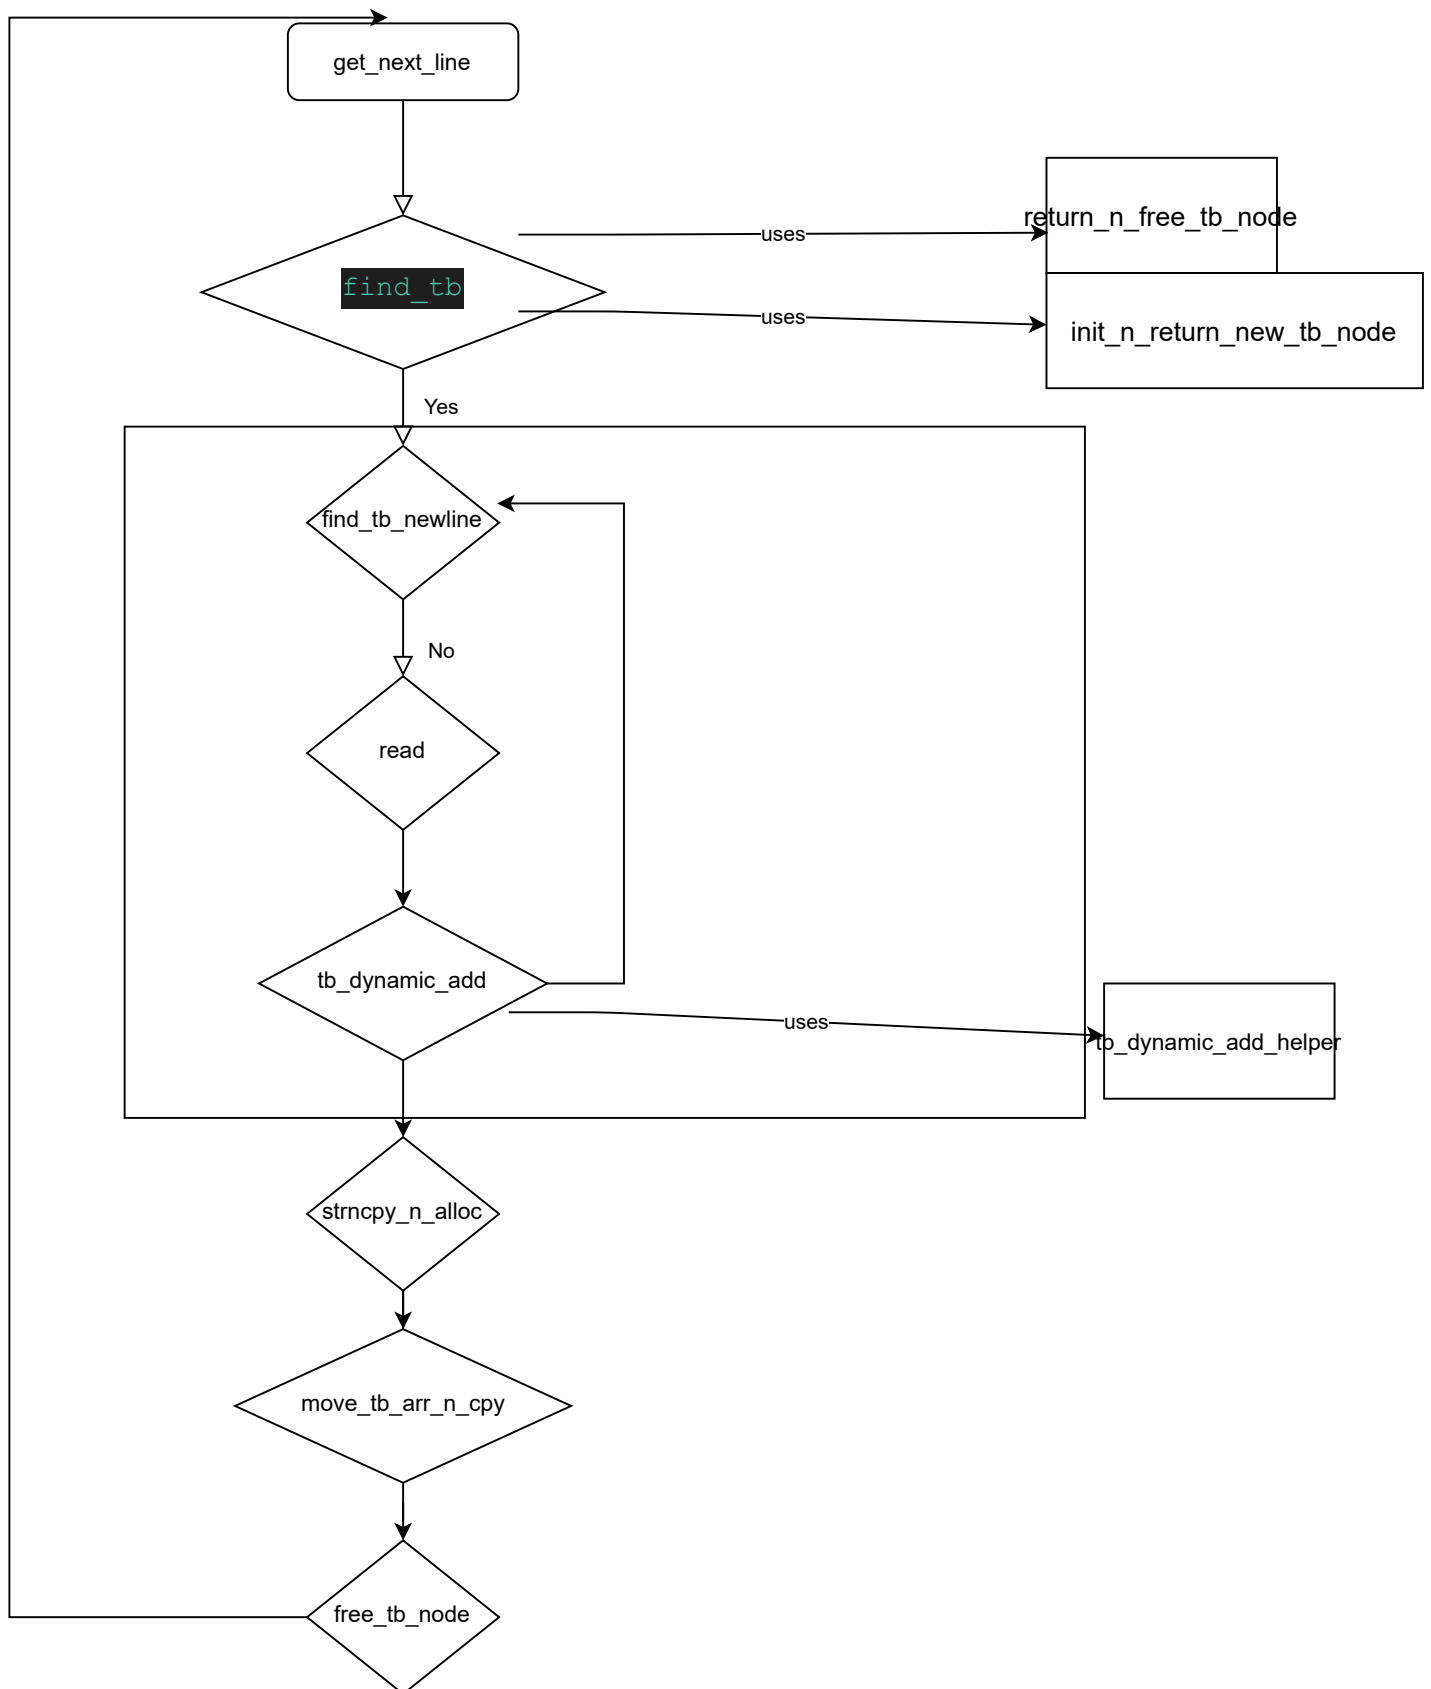 get_next_line
return_n_free_tb_node
uses
find_tb
uses
init_n_return_new_tb_node
Yes
find_tb_newline
No
read
tb_dynamic_add
uses
tb_dynamic_add_helper
strncpy_n_alloc
move_tb_arr_n_cpy
free_tb_node